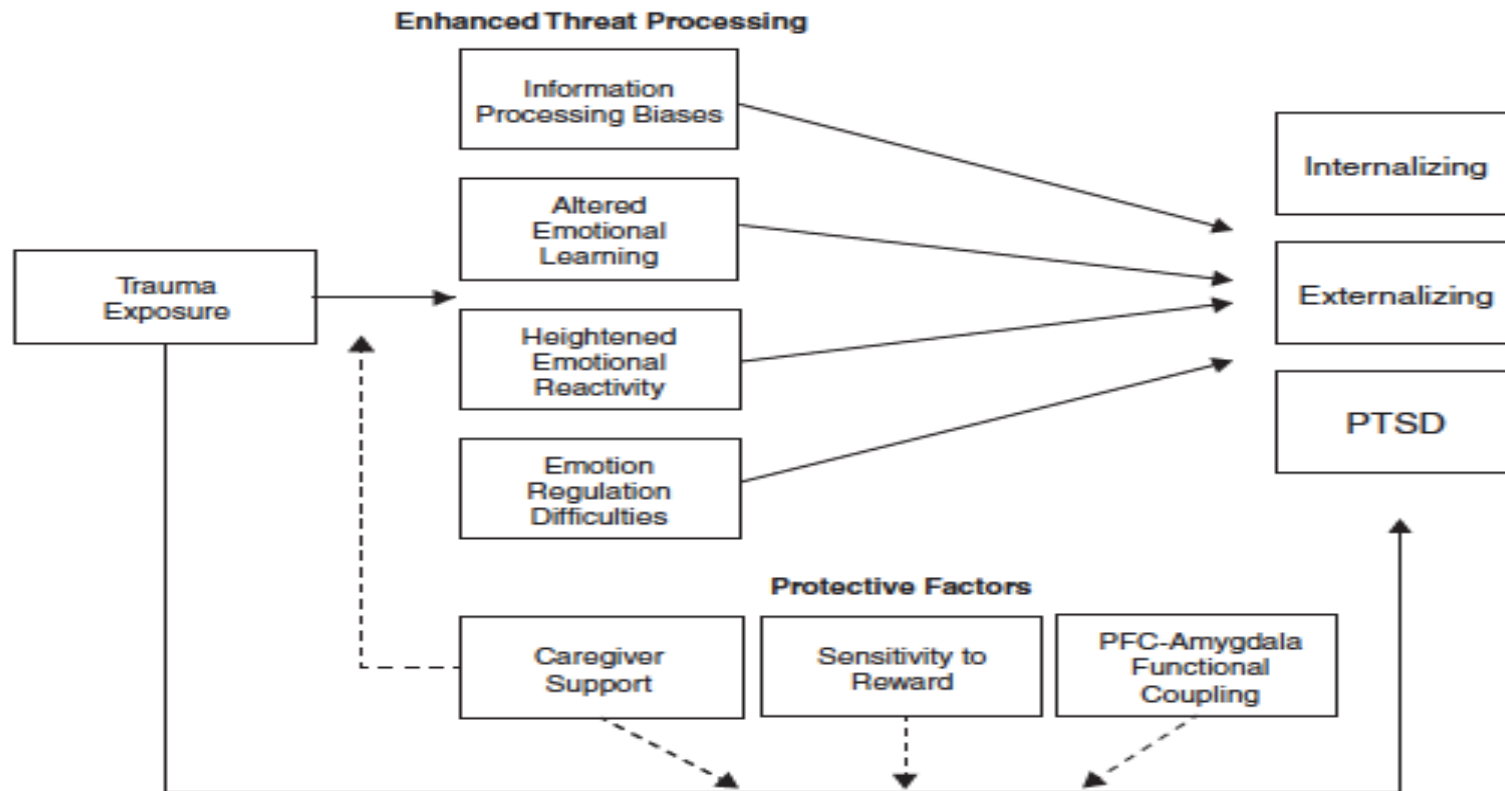 Enhanced Threat Processing
Information
Processing Biases
Altered
Emotional
Learning
Heightened
Emotional
Reactivity
Emotion
Regulation
Difficulties
Trauma
Exposure
Internalizing
Externalizing
PTSD
Protective Factors
Caregiver
Support
Sensitivity to
Reward
PFC-Amygdala
Functional
Coupling